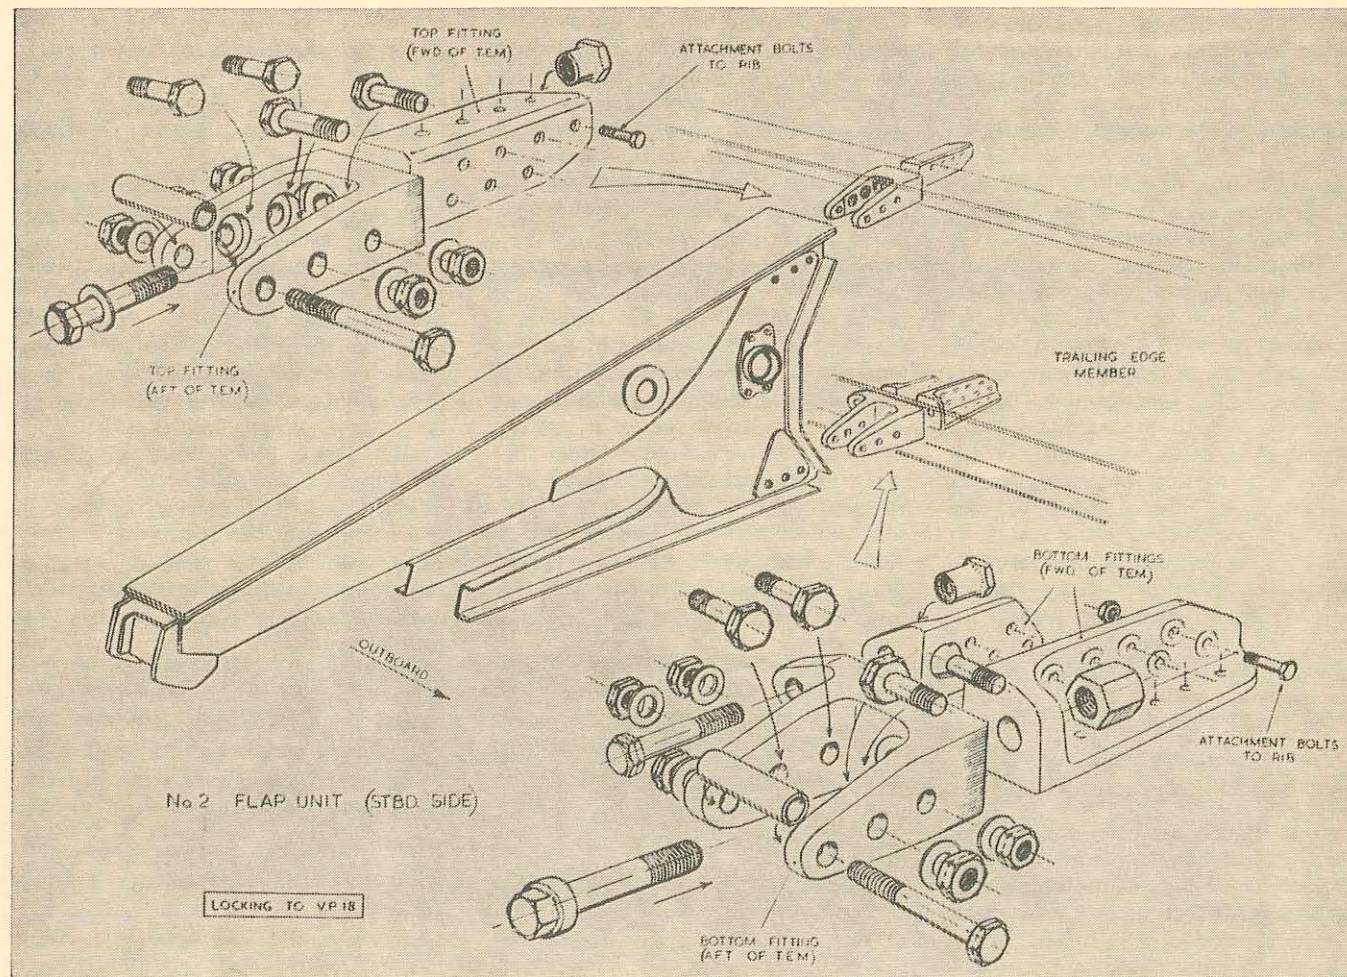 TOP FITTING
(FWD OF T.E.M)
ATTACHMENT BOLTS
TO RIB
TOP FITTING
(AFT OF T.E.M)
TRAILING EDGE
MEMBER
BOTTOM FITTINGS
(FWD. OF T.E.M)
OUTBOARD
ATTACHMENT BOLTS
TO RIB
No 2 FLAP UNIT (STBD. SIDE)
LOCKING TO V.P. 18
BOTTOM FITTING
(AFT OF T.E.M)